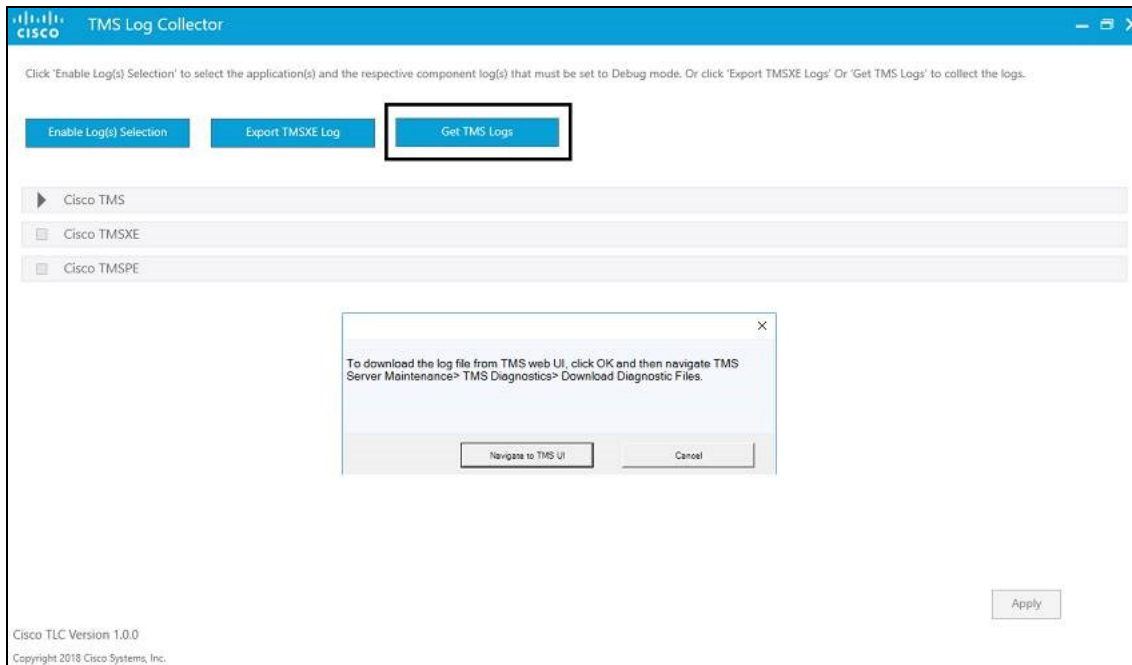 CISCO
TMS Log Collector
Click 'Enable Log(s) Selection' to select the application(s) and the respective component log(s) that must be set to Debug mode. Or click 'Export TMSXE Logs' Or 'Get TMS Logs' to collect the logs.
Enable Log(s) Selection
Export TMSXE Log
Get TMS Logs
Cisco TMS
Cisco TMSXE
Cisco TMSPE
To download the log file from TMS web UI, click OK and then navigate TMS
Server Maintenance> TMS Diagnostics> Download Diagnostic Files.
Navigate to TMS UI
Cancel
Apply
Cisco TLC Version 1.0.0
Copyright 2018 Cisco Systems, Inc.